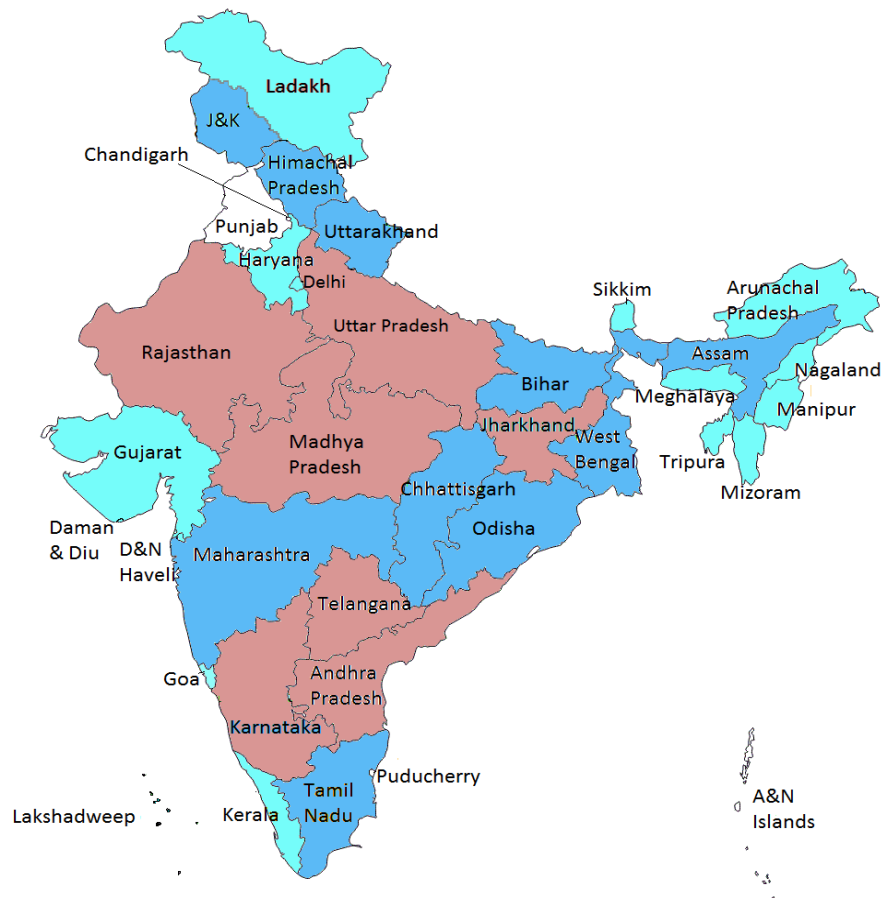 Ladakh
J&K
Chandigarh
Himachal
Pradesh
Punjab
Uttarakhand
Haryana
Delhi
Sikkim
Arunachal
Pradesh
Uttar Pradesh
Rajasthan
Assam
Nagaland
Bihar
Meghalaya
Manipur
Jharkhand
Gujarat
Madhya
Pradesh
West
Bengal
Tripura
Mizoram
Chhattisgarh
Daman
& Diu
D&N
Haveli
Maharashtra
Odisha
Telangana
Goa
Andhra
Pradesh
Karnataka
Puducherry
Tamil
Nadu
Kerala
Lakshadweep
A&N
Islands